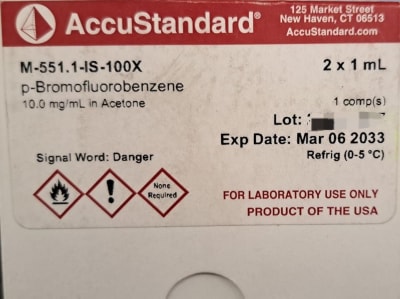 AccuStandard®
125 Market Street
New Haven, CT 06513
AccuStandard.com
M-551.1-IS-100X
2 x 1 mL
p-Bromofluorobenzene
10.0 mg/mL in Acetone
1 comp(s)
Lot:
Exp Date: Mar 06 2033
Refrig (0-5 °C)
Signal Word: Danger
None
Required
FOR LABORATORY USE ONLY
PRODUCT OF THE USA